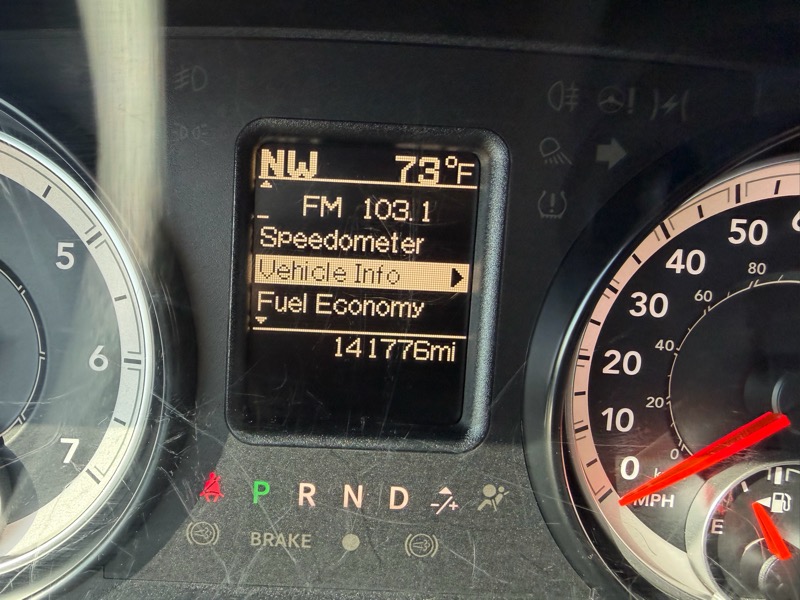 NW 73°F
FM 103.1
Speedometer
Vehicle Info
Fuel Economy
141776mi
5
6
7
50
40
30
20
10
0
MPH
80
60
40
20
0
E
P R N D -/+
BRAKE